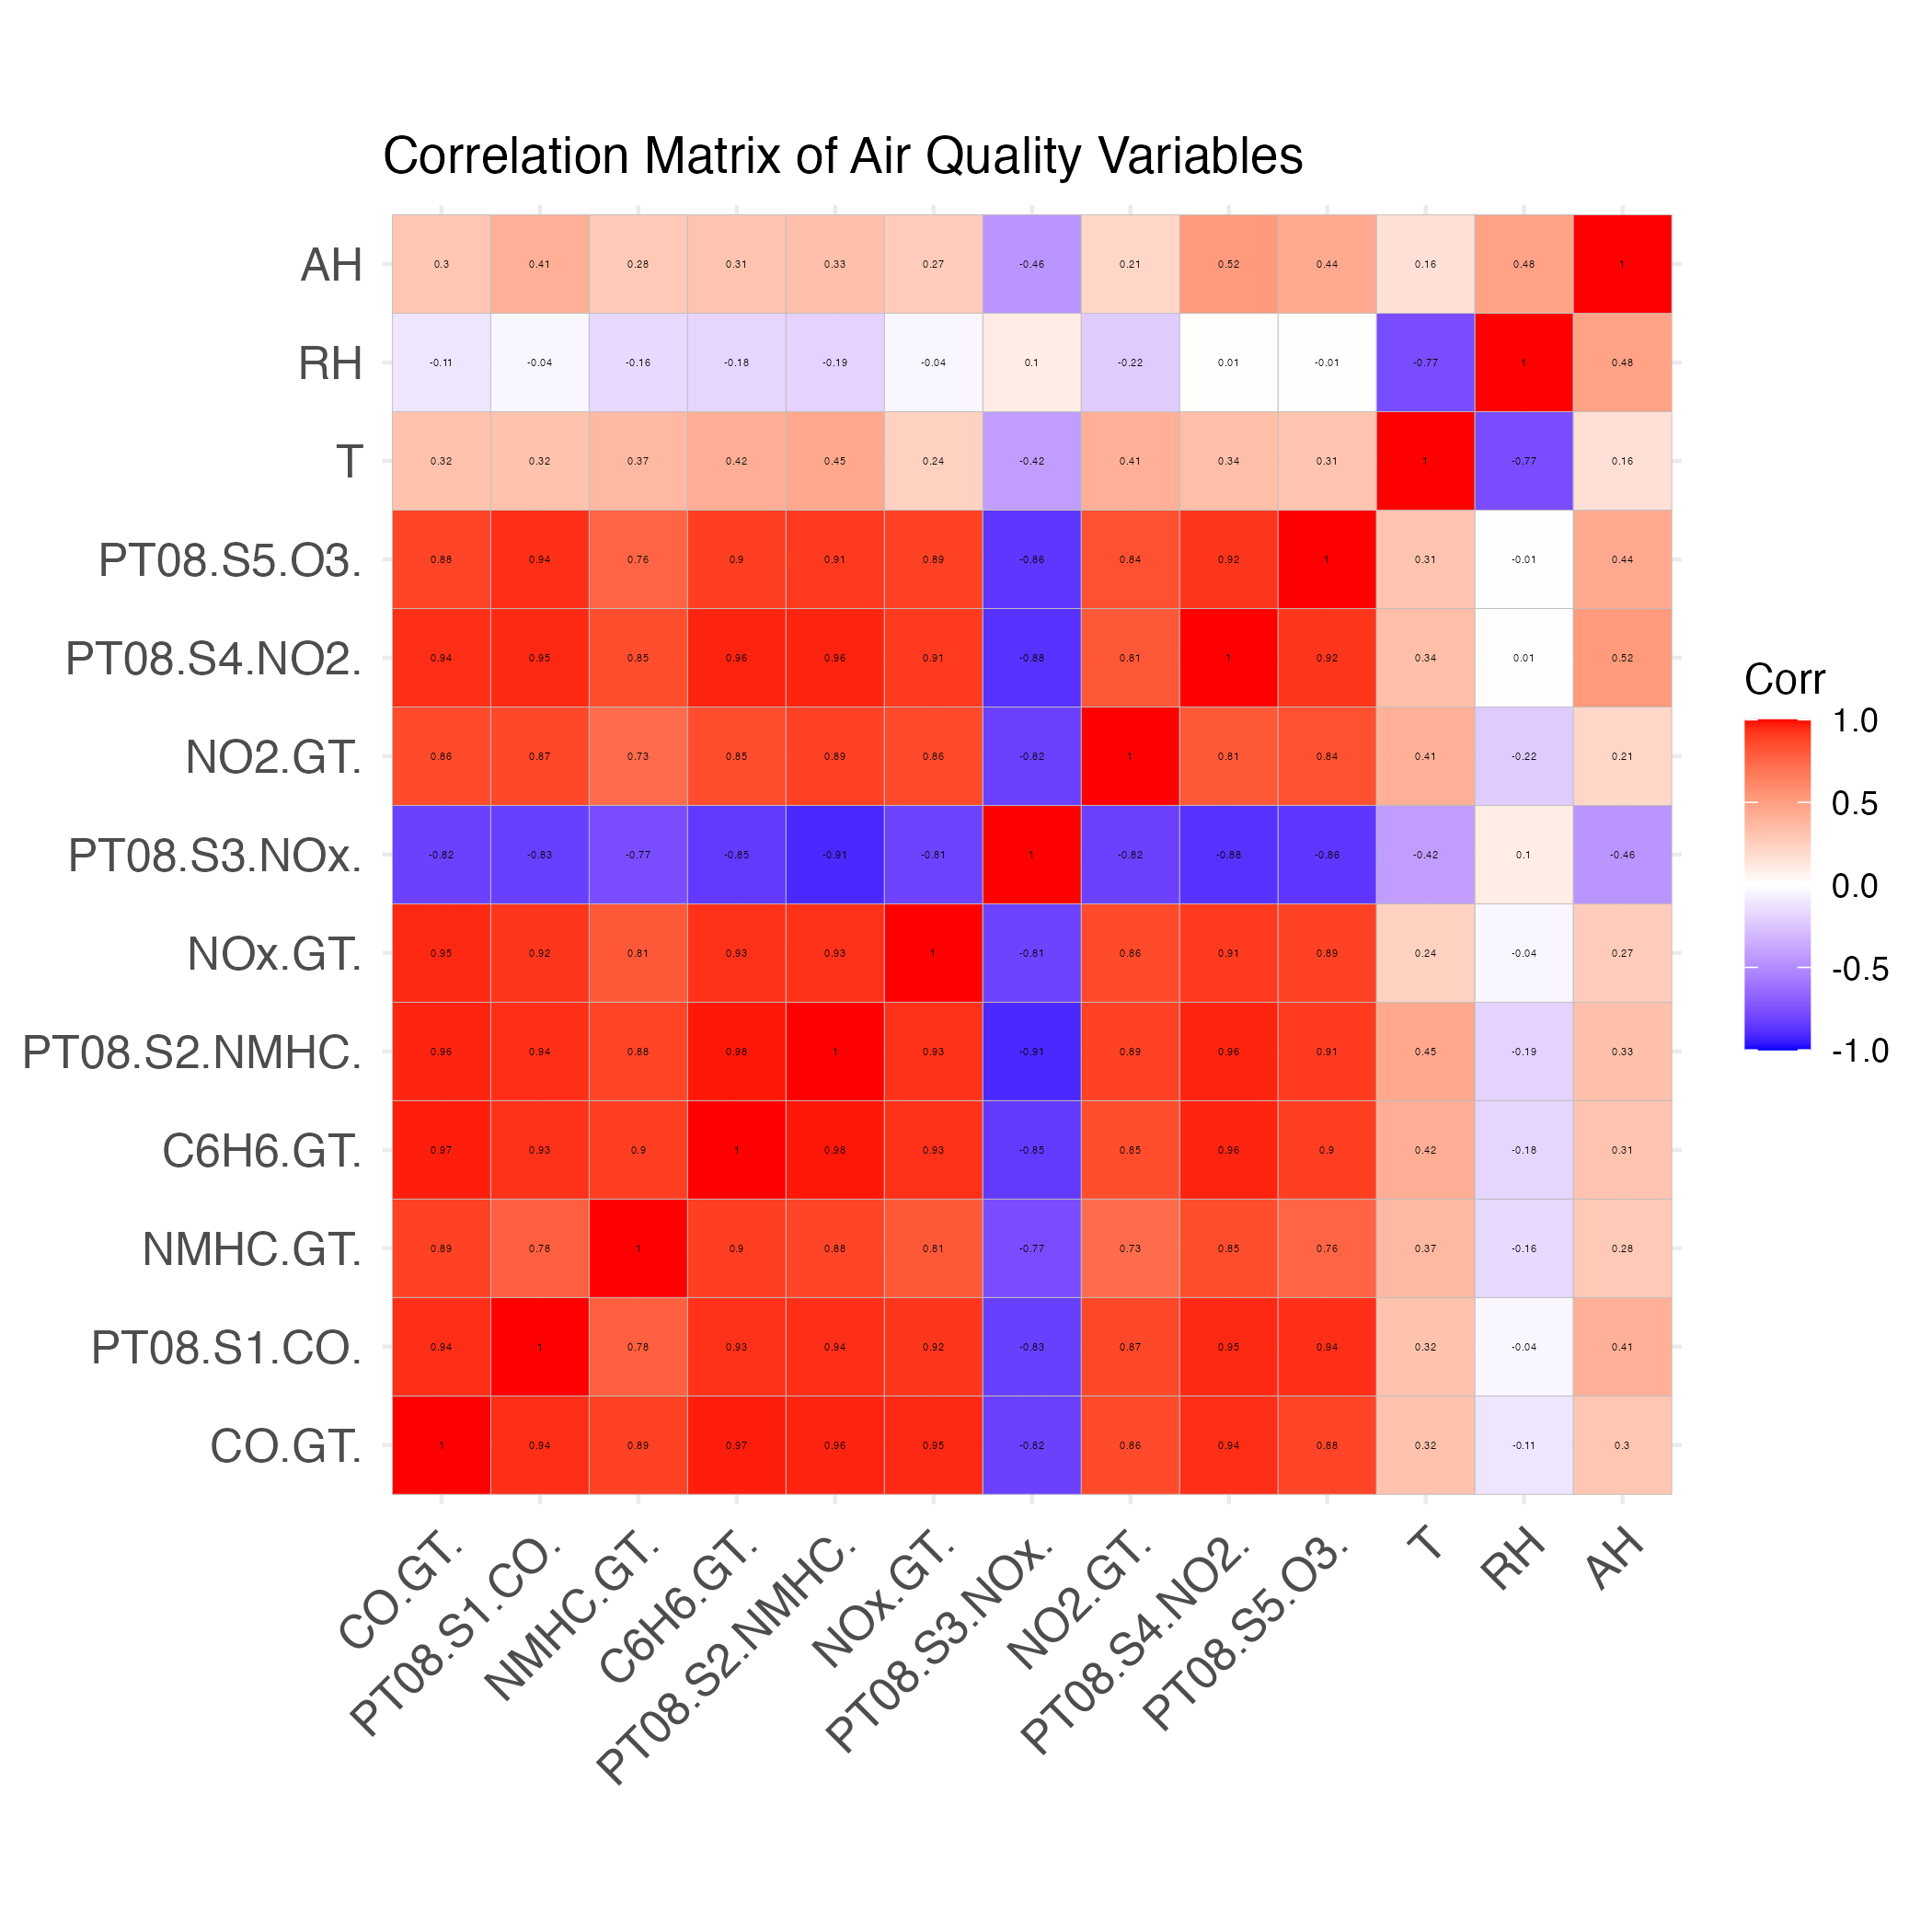 Correlation Matrix of Air Quality Variables
AH 0.3 0.41 0.28 0.31 0.33 0.27 -0.46 0.21 0.52 0.44 0.16 0.48 1
RH -0.11 -0.04 -0.16 -0.18 -0.19 -0.04 0.1 -0.22 0.01 -0.01 -0.77 1 0.48
T 0.32 0.32 0.37 0.42 0.45 0.24 -0.42 0.41 0.34 0.31 1 -0.77 0.16
PT08.S5.O3. 0.88 0.94 0.76 0.9 0.91 0.89 -0.86 0.84 0.92 1 0.31 -0.01 0.44
PT08.S4.NO2. 0.94 0.95 0.85 0.96 0.96 0.91 -0.88 0.81 1 0.92 0.34 0.01 0.52
NO2.GT. 0.86 0.87 0.73 0.85 0.89 0.86 -0.82 1 0.81 0.84 0.41 -0.22 0.21
PT08.S3.NOx. -0.82 -0.83 -0.77 -0.85 -0.91 -0.81 1 -0.82 -0.88 -0.86 -0.42 0.1 -0.46
NOx.GT. 0.95 0.92 0.81 0.93 0.93 1 -0.81 0.86 0.91 0.89 0.24 -0.04 0.27
PT08.S2.NMHC. 0.96 0.94 0.88 0.98 1 0.93 -0.91 0.89 0.96 0.91 0.45 -0.19 0.33
C6H6.GT. 0.97 0.93 0.9 1 0.98 0.93 -0.85 0.85 0.96 0.9 0.42 -0.18 0.31
NMHC.GT. 0.89 0.78 1 0.9 0.88 0.81 -0.77 0.73 0.85 0.76 0.37 -0.16 0.28
PT08.S1.CO. 0.94 1 0.78 0.93 0.94 0.92 -0.83 0.87 0.95 0.94 0.32 -0.04 0.41
CO.GT. 1 0.94 0.89 0.97 0.96 0.95 -0.82 0.86 0.94 0.88 0.32 -0.11 0.3
CO.GT.
PT08.S1.CO.
NMHC.GT.
C6H6.GT.
PT08.S2.NMHC.
NOx.GT.
PT08.S3.NOx.
NO2.GT.
PT08.S4.NO2.
PT08.S5.O3.
T
RH
AH
Corr
1.0
0.5
0.0
-0.5
-1.0